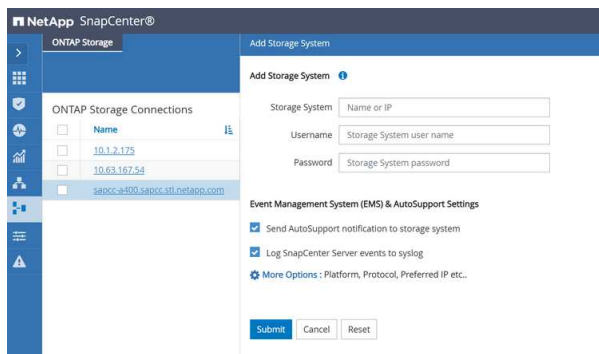 NetApp SnapCenter®
ONTAP Storage
Add Storage System
Add Storage System
Storage System Name or IP
Username Storage System user name
Password Storage System password
ONTAP Storage Connections
Name
10.1.2.175
10.63.167.54
sapcc-a400.sapcc.stl.netapp.com
Event Management System (EMS) & AutoSupport Settings
Send AutoSupport notification to storage system
Log SnapCenter Server events to syslog
More Options : Platform, Protocol, Preferred IP etc..
Submit Cancel Reset